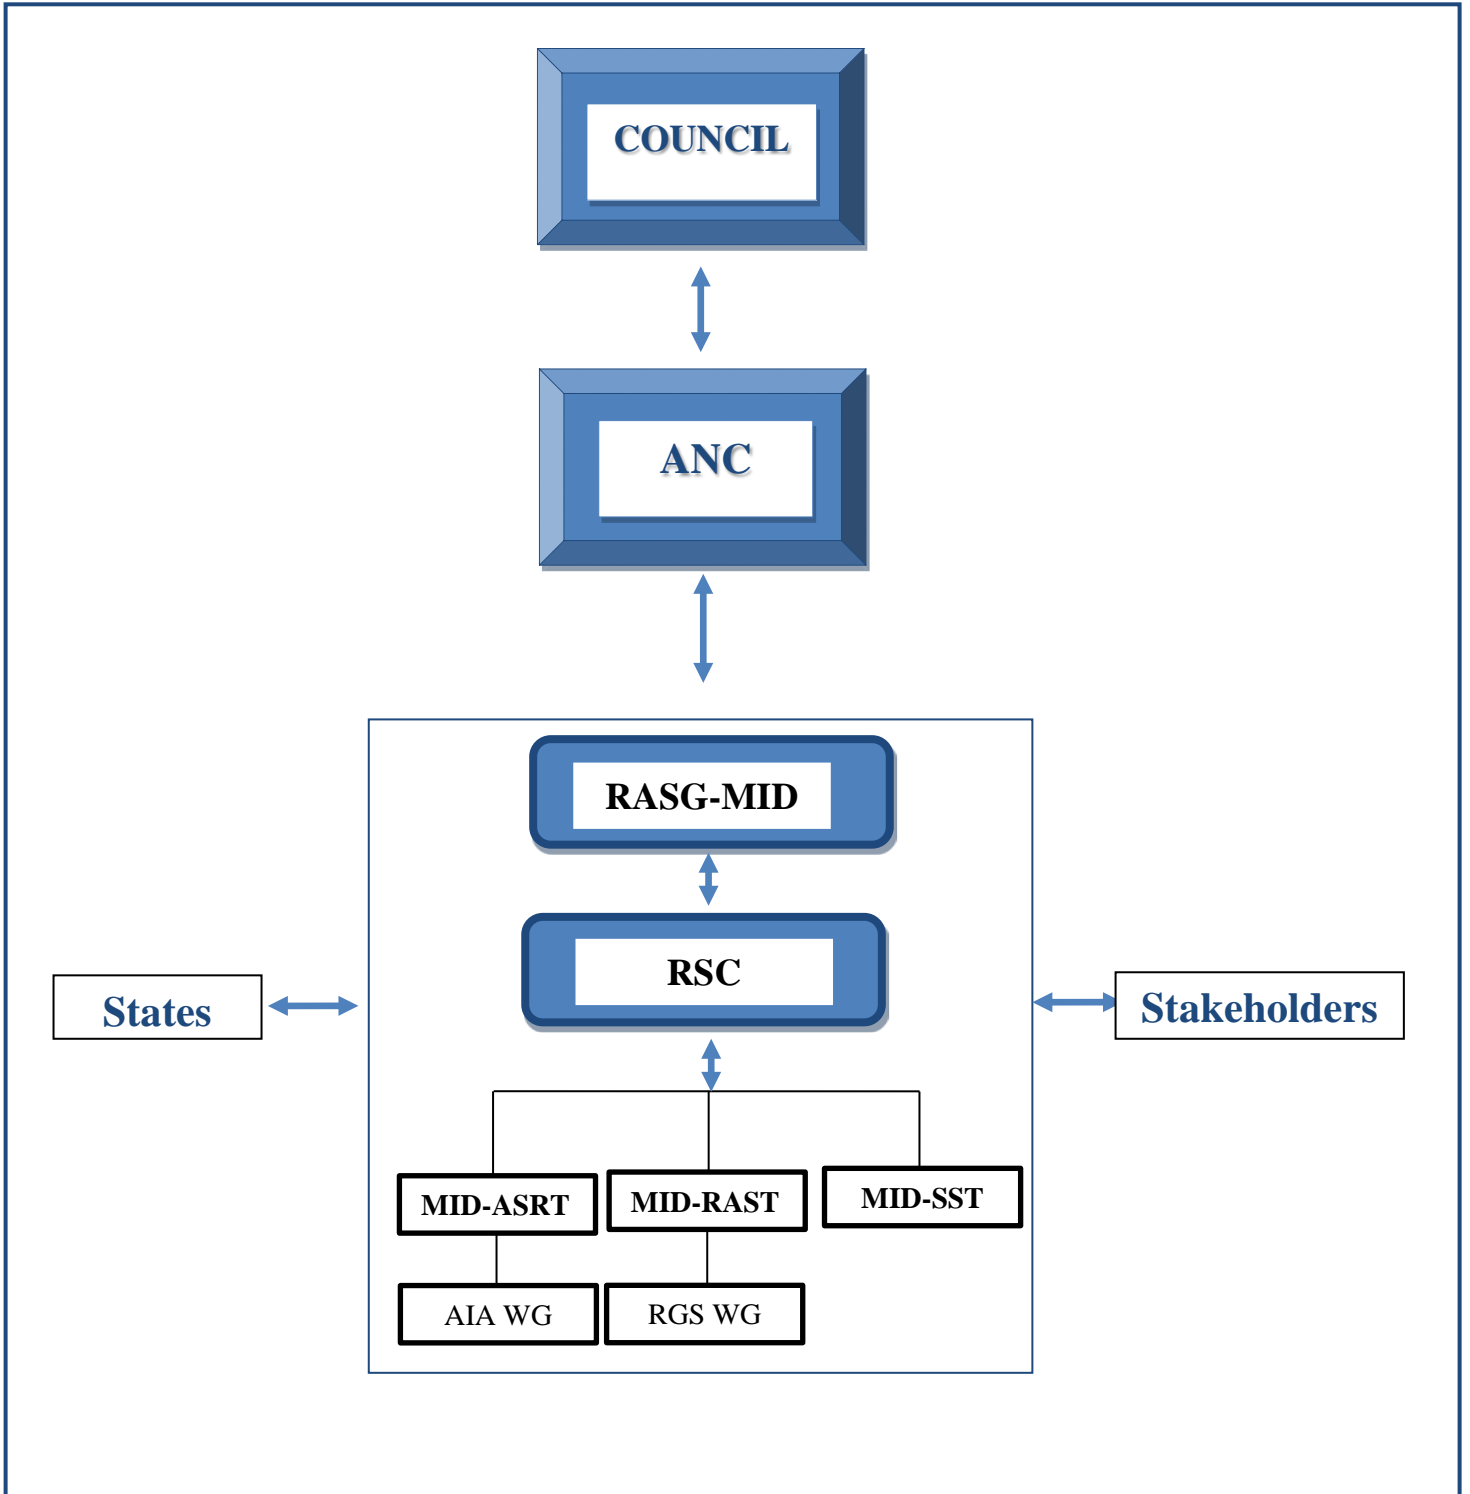 COUNCIL
ANC
RASG-MID
RSC
States
Stakeholders
MID-ASRT
MID-RAST
MID-SST
AIA WG
RGS WG